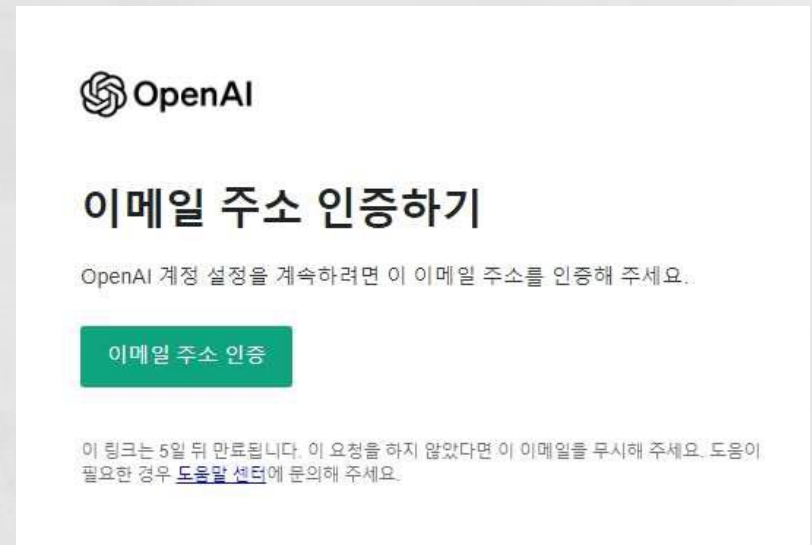 OpenAI
이메일 주소 인증하기
OpenAI 계정 설정을 계속하려면 이 이메일 주소를 인증해 주세요.
이메일 주소 인증
이 링크는 5일 뒤 만료됩니다. 이 요청을 하지 않았다면 이 이메일을 무시해 주세요. 도움이
필요한 경우 도움말 센터에 문의해 주세요.